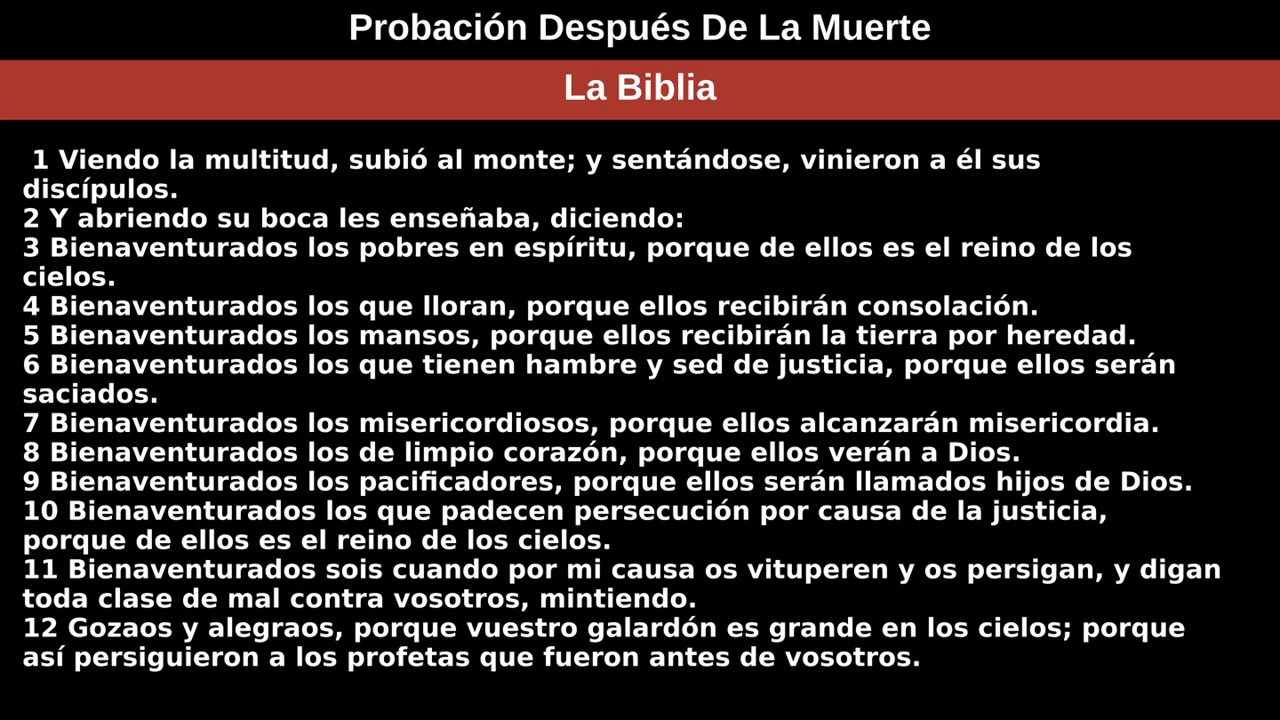 Probación Después De La Muerte
La Biblia
1 Viendo la multitud, subió al monte; y sentándose, vinieron a él sus
discípulos.
2 Y abriendo su boca les enseñaba, diciendo:
3 Bienaventurados los pobres en espíritu, porque de ellos es el reino de los
cielos.
4 Bienaventurados los que lloran, porque ellos recibirán consolación.
5 Bienaventurados los mansos, porque ellos recibirán la tierra por heredad.
6 Bienaventurados los que tienen hambre y sed de justicia, porque ellos serán
saciados.
7 Bienaventurados los misericordiosos, porque ellos alcanzarán misericordia.
8 Bienaventurados los de limpio corazón, porque ellos verán a Dios.
9 Bienaventurados los pacificadores, porque ellos serán llamados hijos de Dios.
10 Bienaventurados los que padecen persecución por causa de la justicia,
porque de ellos es el reino de los cielos.
11 Bienaventurados sois cuando por mi causa os vituperen y os persigan, y digan
toda clase de mal contra vosotros, mintiendo.
12 Gozaos y alegraos, porque vuestro galardón es grande en los cielos; porque
así persiguieron a los profetas que fueron antes de vosotros.